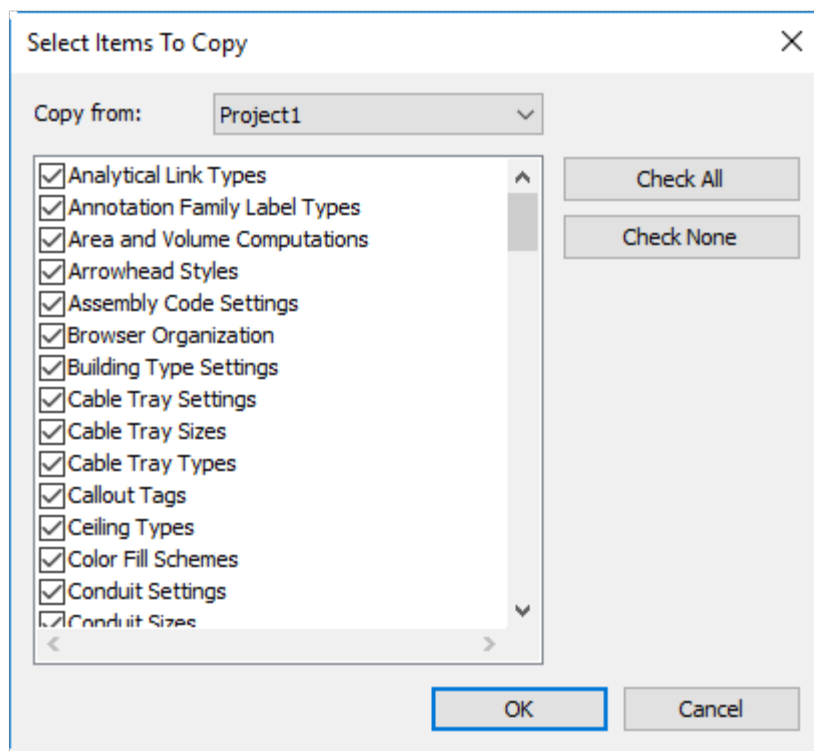 Select Items To Copy
Copy from: Project1
Analytical Link Types
Check All
Annotation Family Label Types
Area and Volume Computations
Check None
Arrowhead Styles
Assembly Code Settings
Browser Organization
Building Type Settings
Cable Tray Settings
Cable Tray Sizes
Cable Tray Types
Callout Tags
Ceiling Types
Color Fill Schemes
Conduit Settings
Conduit Sizes
OK Cancel